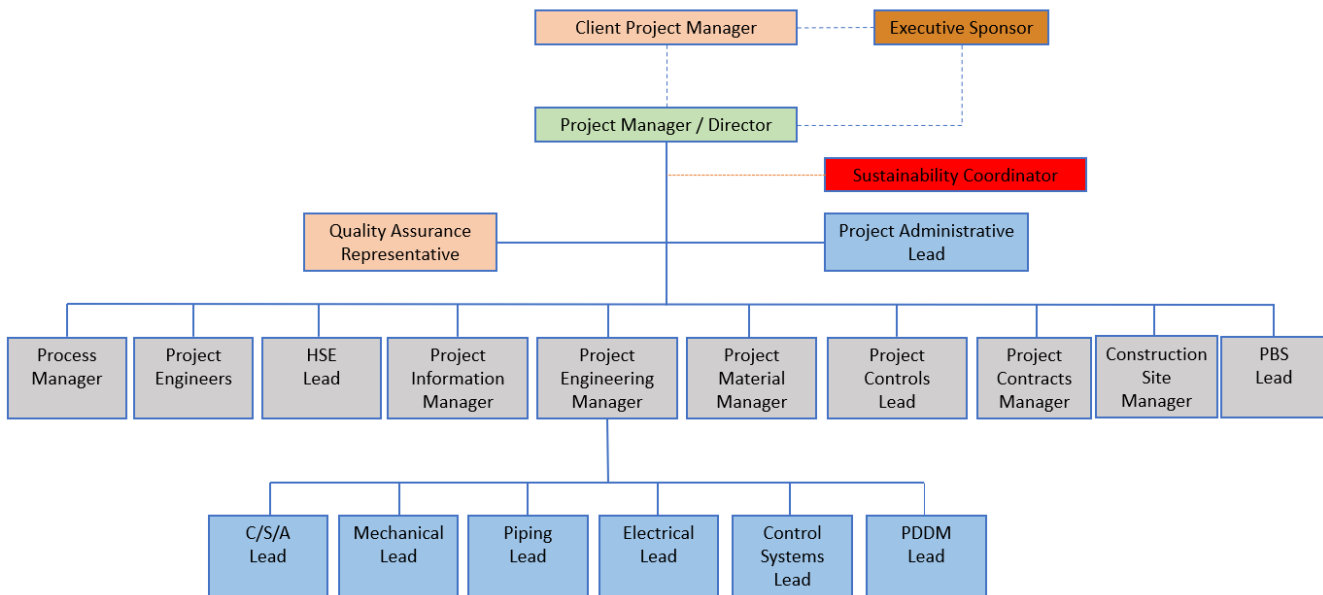 Client Project Manager
Executive Sponsor
Project Manager / Director
Sustainability Coordinator
Quality Assurance
Representative
Project Administrative
Lead
Process
Manager
Project
Engineers
HSE
Lead
Project
Information
Manager
Project
Engineering
Manager
Project
Material
Manager
Project
Controls
Lead
Project
Contracts
Manager
Construction
Site
Manager
PBS
Lead
C/S/A
Lead
Mechanical
Lead
Piping
Lead
Electrical
Lead
Control
Systems
Lead
PDDM
Lead